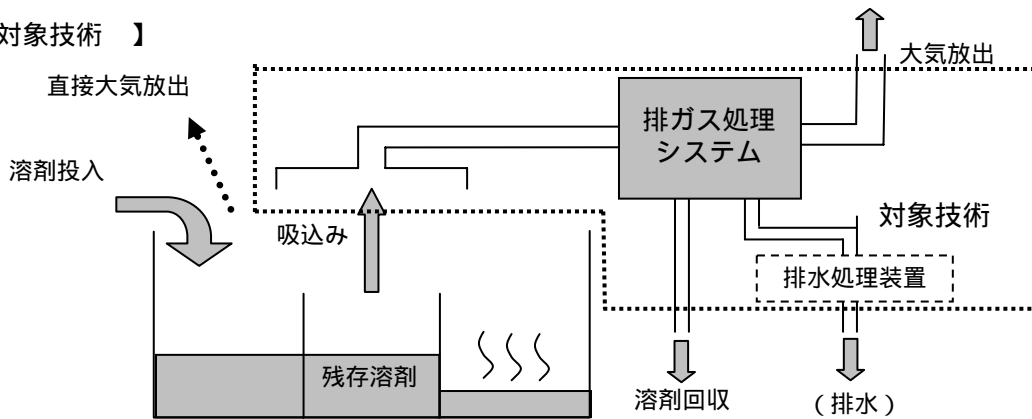 対象技術 】
大気放出
直接大気放出
排ガス処理
システム
溶剤投入
対象技術
吸込み
排水処理装置
残存溶剤
溶剤回収
（排水）